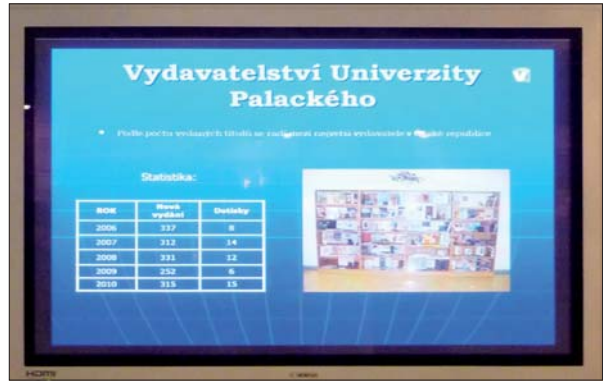 Vydavatelství Univerzity
Palackého
Podle počtu vydaných titulů se řadí mezi největší vydavatele v České republice
Statistika:
ROK Nová vydání Dotisky
2006 337 8
2007 312 14
2008 331 12
2009 252 6
2010 315 15
HDMI